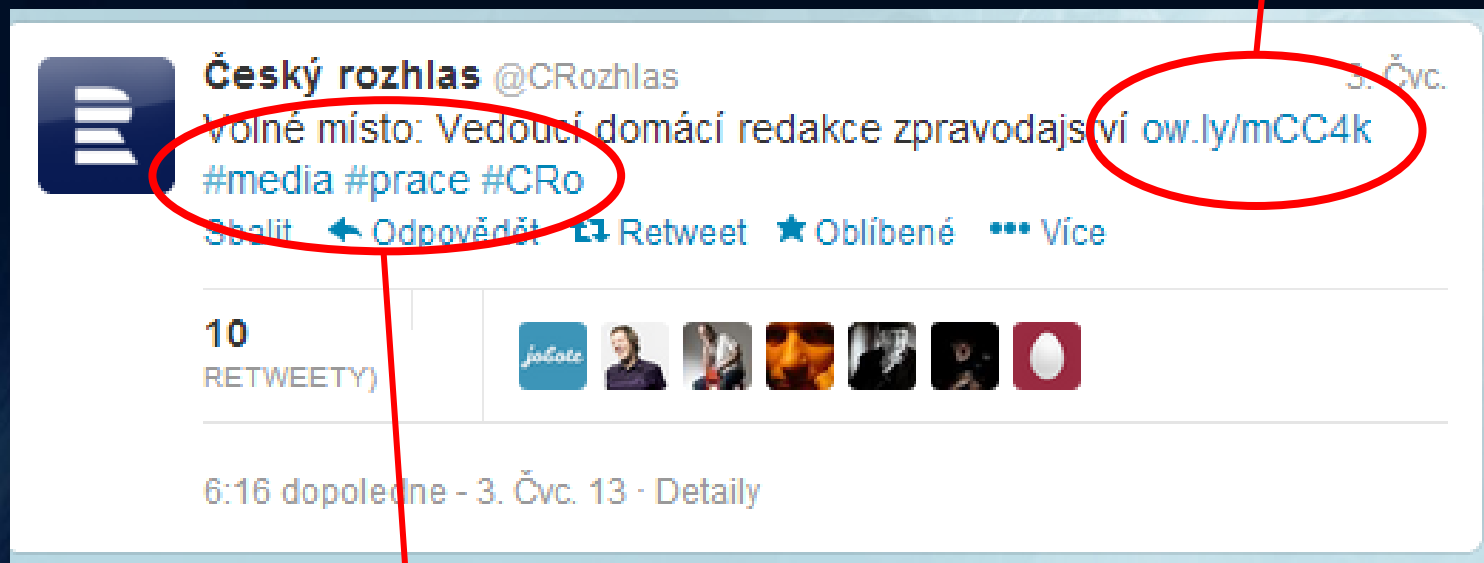 Český rozhlas @CRozhlas 3. Čvc.
Volné místo: Vedoucí domácí redakce zpravodajství ow.ly/mCC4k
#media #prace #CRo
Sbalit Odpovědět Retweet Oblíbené Více
10
RETWEETY)
jobote
6:16 dopoledne - 3. Čvc. 13 · Detaily